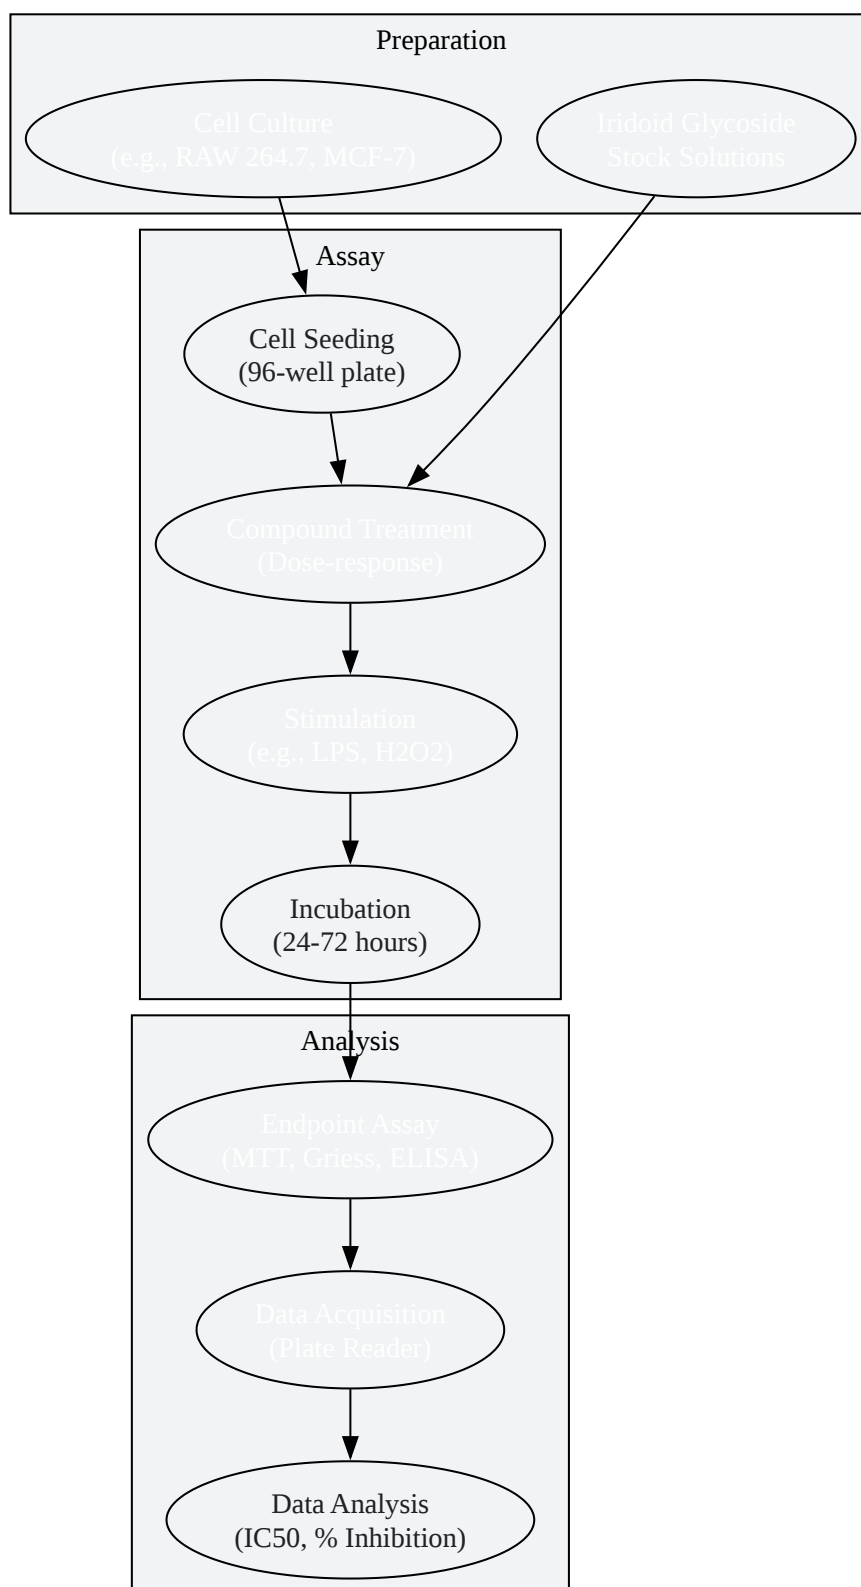 Preparation
Cell Culture
(e.g., RAW 264.7, MCF-7)
Iridoid Glycoside
Stock Solutions
Assay
Cell Seeding
(96-well plate)
Compound Treatment
(Dose-response)
Stimulation
(e.g., LPS, H2O2)
Incubation
(24-72 hours)
Analysis
Endpoint Assay
(MTT, Griess, ELISA)
Data Acquisition
(Plate Reader)
Data Analysis
(IC50, % Inhibition)